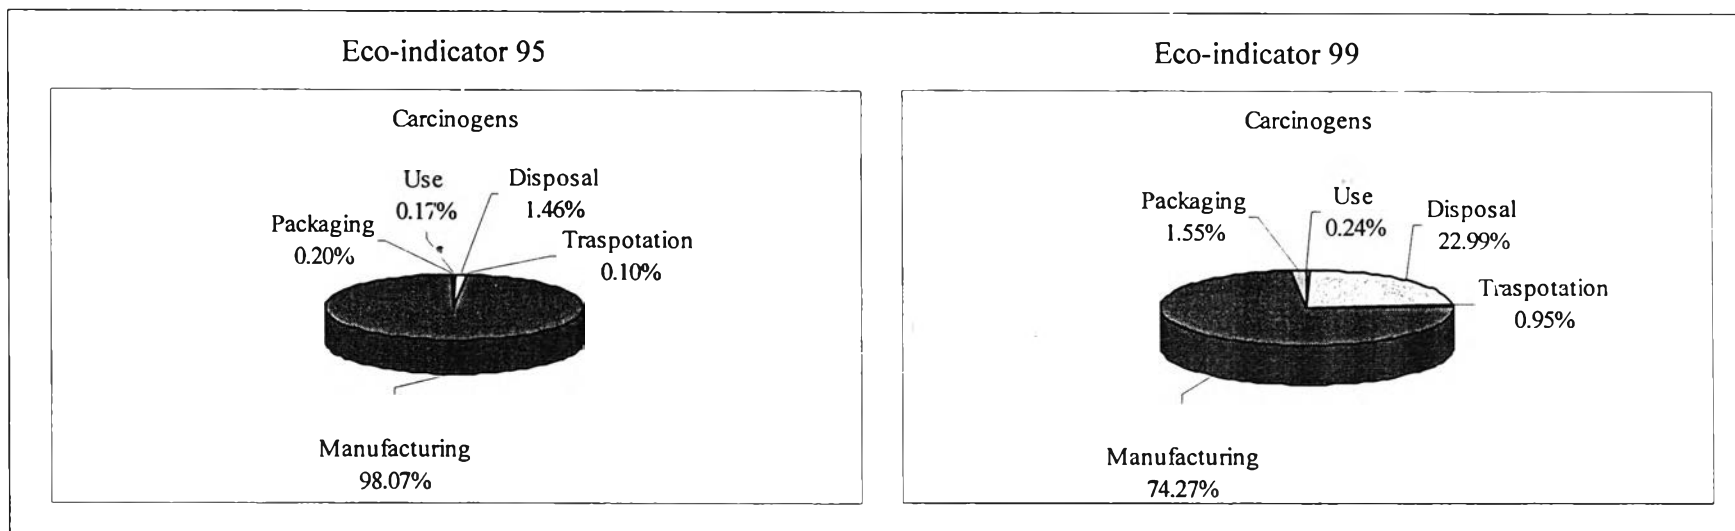 Eco-indicator 95
Carcinogens
Use
0.17%
Disposal
1.46%
Packaging
0.20%
Traspotation
0.10%
Manufacturing
98.07%
Eco-indicator 99
Carcinogens
Packaging
1.55%
Use
0.24%
Disposal
22.99%
Traspotation
0.95%
Manufacturing
74.27%